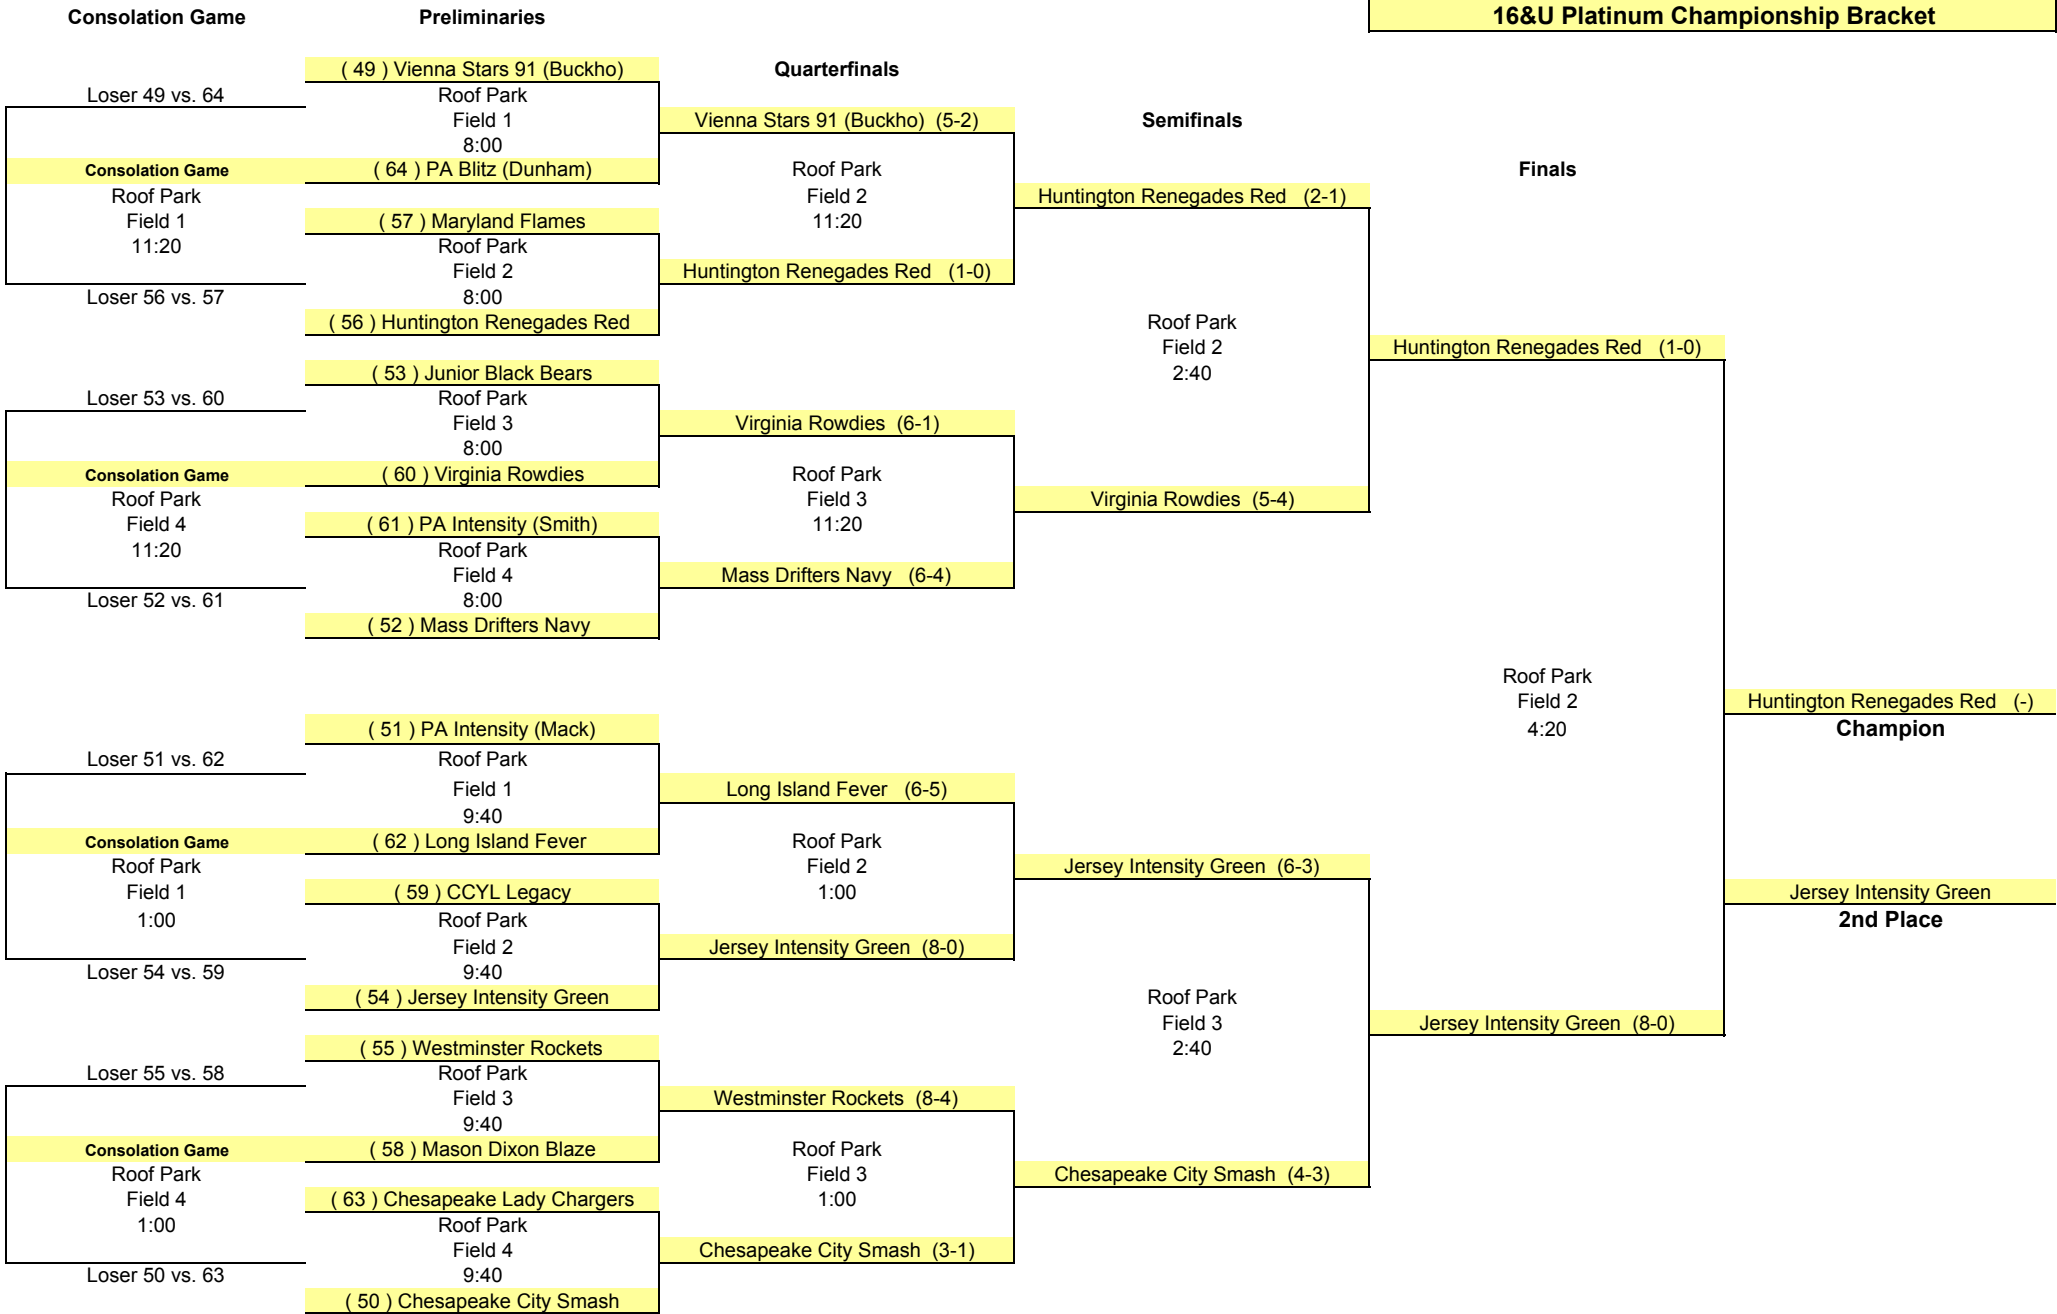 16&U Platinum Championship Bracket
Consolation Game
Preliminaries
( 49 ) Vienna Stars 91 (Buckho)
Quarterfinals
Loser 49 vs. 64
Roof Park
Field 1
8:00
Vienna Stars 91 (Buckho) (5-2)
Semifinals
Consolation Game
( 64 ) PA Blitz (Dunham)
Roof Park
Finals
Roof Park
Field 2
Huntington Renegades Red (2-1)
Field 1
( 57 ) Maryland Flames
11:20
11:20
Roof Park
Field 2
Huntington Renegades Red (1-0)
Loser 56 vs. 57
8:00
( 56 ) Huntington Renegades Red
Roof Park
Field 2
Huntington Renegades Red (1-0)
( 53 ) Junior Black Bears
2:40
Loser 53 vs. 60
Roof Park
Field 3
Virginia Rowdies (6-1)
8:00
Consolation Game
( 60 ) Virginia Rowdies
Roof Park
Roof Park
Field 3
Virginia Rowdies (5-4)
Field 4
( 61 ) PA Intensity (Smith)
11:20
11:20
Roof Park
Field 4
Mass Drifters Navy (6-4)
Loser 52 vs. 61
8:00
( 52 ) Mass Drifters Navy
Roof Park
Field 2
Huntington Renegades Red (-)
( 51 ) PA Intensity (Mack)
4:20
Champion
Loser 51 vs. 62
Roof Park
Field 1
Long Island Fever (6-5)
9:40
Consolation Game
( 62 ) Long Island Fever
Roof Park
Roof Park
Field 2
Jersey Intensity Green (6-3)
Field 1
( 59 ) CCYL Legacy
1:00
Jersey Intensity Green
1:00
Roof Park
2nd Place
Field 2
Jersey Intensity Green (8-0)
Loser 54 vs. 59
9:40
( 54 ) Jersey Intensity Green
Roof Park
Field 3
Jersey Intensity Green (8-0)
( 55 ) Westminster Rockets
2:40
Loser 55 vs. 58
Roof Park
Field 3
Westminster Rockets (8-4)
9:40
Consolation Game
( 58 ) Mason Dixon Blaze
Roof Park
Roof Park
Field 3
Chesapeake City Smash (4-3)
Field 4
( 63 ) Chesapeake Lady Chargers
1:00
1:00
Roof Park
Field 4
Chesapeake City Smash (3-1)
Loser 50 vs. 63
9:40
( 50 ) Chesapeake City Smash